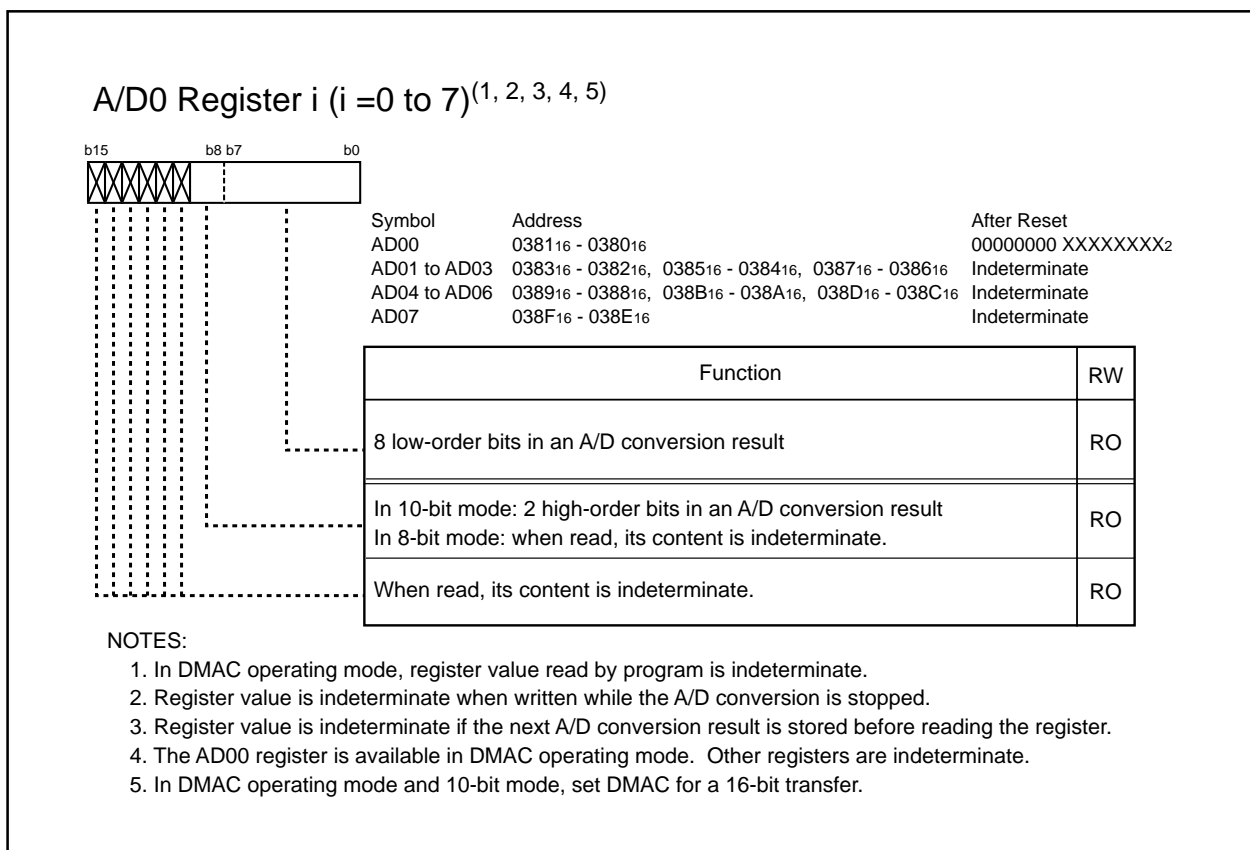 A/D0 Register i (i =0 to 7)(1, 2, 3, 4, 5)
b15 b8 b7 b0
Symbol Address After Reset
AD00 038116 - 038016 00000000 XXXXXXXX2
AD01 to AD03 038316 - 038216, 038516 - 038416, 038716 - 038616 Indeterminate
AD04 to AD06 038916 - 038816, 038B16 - 038A16, 038D16 - 038C16 Indeterminate
AD07 038F16 - 038E16 Indeterminate
Function RW
8 low-order bits in an A/D conversion result RO
In 10-bit mode: 2 high-order bits in an A/D conversion result
In 8-bit mode: when read, its content is indeterminate. RO
When read, its content is indeterminate. RO
NOTES:
1. In DMAC operating mode, register value read by program is indeterminate.
2. Register value is indeterminate when written while the A/D conversion is stopped.
3. Register value is indeterminate if the next A/D conversion result is stored before reading the register.
4. The AD00 register is available in DMAC operating mode. Other registers are indeterminate.
5. In DMAC operating mode and 10-bit mode, set DMAC for a 16-bit transfer.